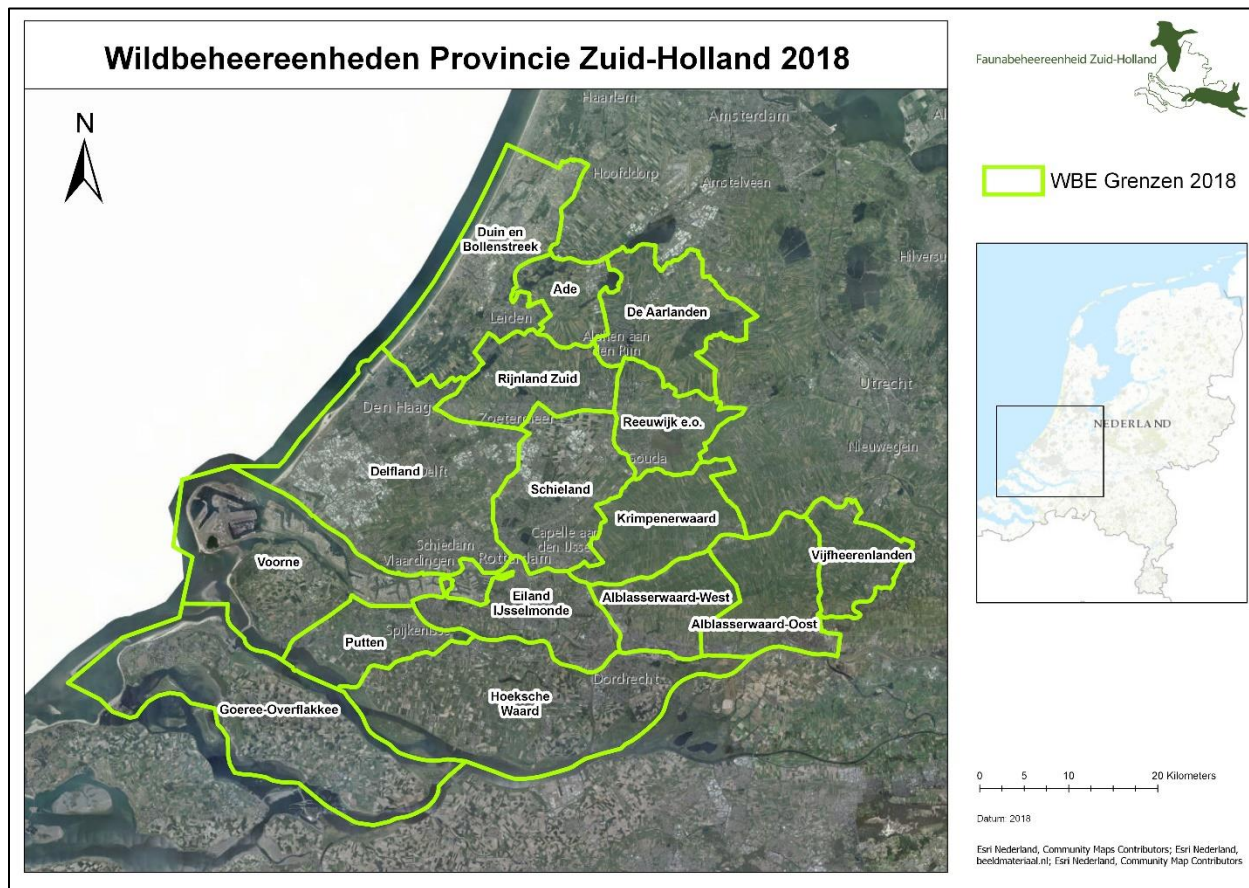 Wildbeheereenheden Provincie Zuid-Holland 2018
Faunabeheereenheid Zuid-Holland
N
WBE Grenzen 2018
Haarlem
Amsterdam
Hoofddorp
Amstelveen
Duin en
Bollenstreek
Hilversu
Ade
De Aarlanden
Leiden
Alphen aan
den Rijn
Rijnland Zuid
Utrecht
Den Haag
Zoetermeer
Reeuwijk e.o.
NEDERLAND
Nieuwegen
Delfland
Delft
Gouda
Schieland
Krimpenerwaard
Capelle aan
den IJsse
Schiedam
Vlaardingen
Rotterdam
Vijfheerenlanden
Voorne
Eiland
IJsselmonde
Alblasserwaard-West
Alblasserwaard-Oost
Spijkenisse
Putten
Dordrecht
Hoeksche
Waard
Goeree-Overflakkee
0 5 10 20 Kilometers
Datum: 2018
Esri Nederland, Community Maps Contributors; Esri Nederland,
beeldmateriaal.nl; Esri Nederland, Community Map Contributors